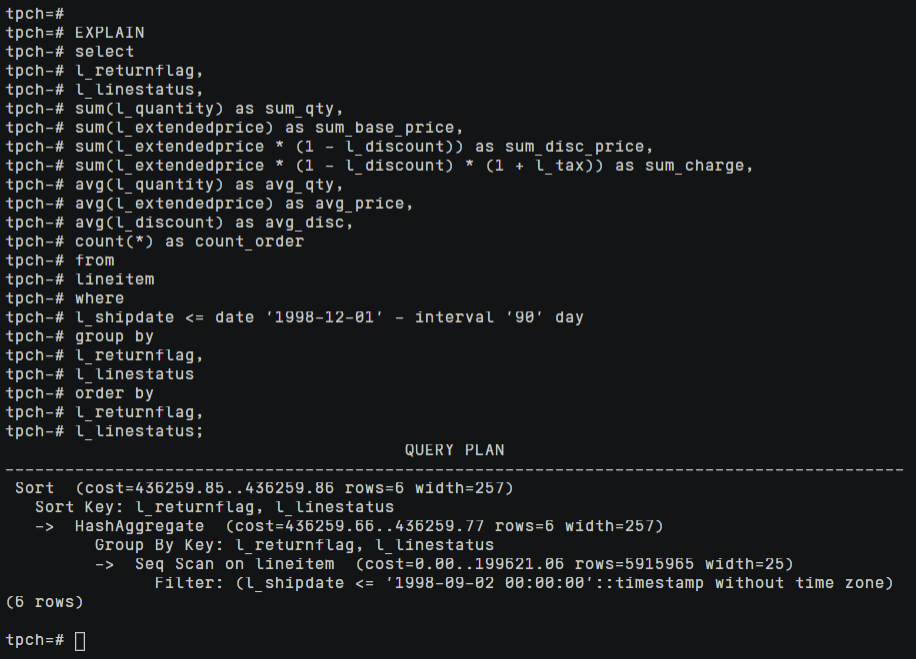 tpch=#
tpch=# EXPLAIN
tpch-# select
tpch-# l_returnflag,
tpch-# l_linestatus,
tpch-# sum(l_quantity) as sum_qty,
tpch-# sum(l_extendedprice) as sum_base_price,
tpch-# sum(l_extendedprice * (1 - l_discount)) as sum_disc_price,
tpch-# sum(l_extendedprice * (1 - l_discount) * (1 + l_tax)) as sum_charge,
tpch-# avg(l_quantity) as avg_qty,
tpch-# avg(l_extendedprice) as avg_price,
tpch-# avg(l_discount) as avg_disc,
tpch-# count(*) as count_order
tpch-# from
tpch-# lineitem
tpch-# where
tpch-# l_shipdate <= date '1998-12-01' - interval '90' day
tpch-# group by
tpch-# l_returnflag,
tpch-# l_linestatus
tpch-# order by
tpch-# l_returnflag,
tpch-# l_linestatus;
QUERY PLAN
------------------------------------------------------------------------------------------
Sort  (cost=436259.85..436259.86 rows=6 width=257)
Sort Key: l_returnflag, l_linestatus
->  HashAggregate  (cost=436259.66..436259.77 rows=6 width=257)
Group By Key: l_returnflag, l_linestatus
->  Seq Scan on lineitem  (cost=0.00..199621.06 rows=5915965 width=25)
Filter: (l_shipdate <= '1998-09-02 00:00:00'::timestamp without time zone)
(6 rows)
tpch=#